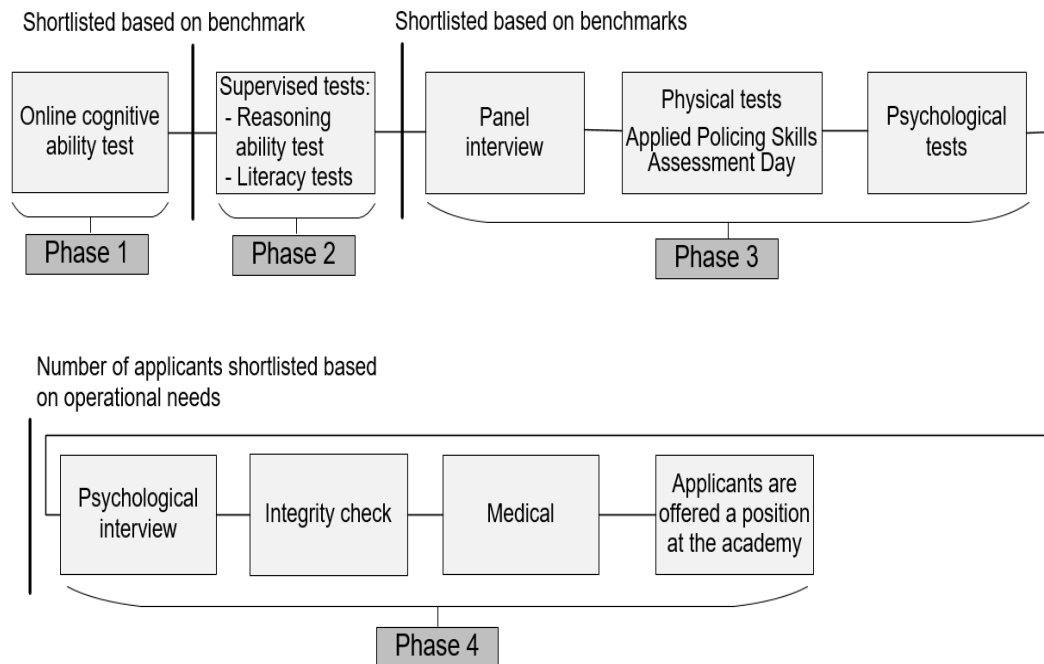 Shortlisted based on benchmark
Shortlisted based on benchmarks
Online cognitive
ability test
Supervised tests:
- Reasoning
ability test
- Literacy tests
Panel
interview
Physical tests
Applied Policing Skills
Assessment Day
Psychological
tests
Phase 1
Phase 2
Phase 3
Number of applicants shortlisted based
on operational needs
Psychological
interview
Integrity check
Medical
Applicants are
offered a position
at the academy
Phase 4